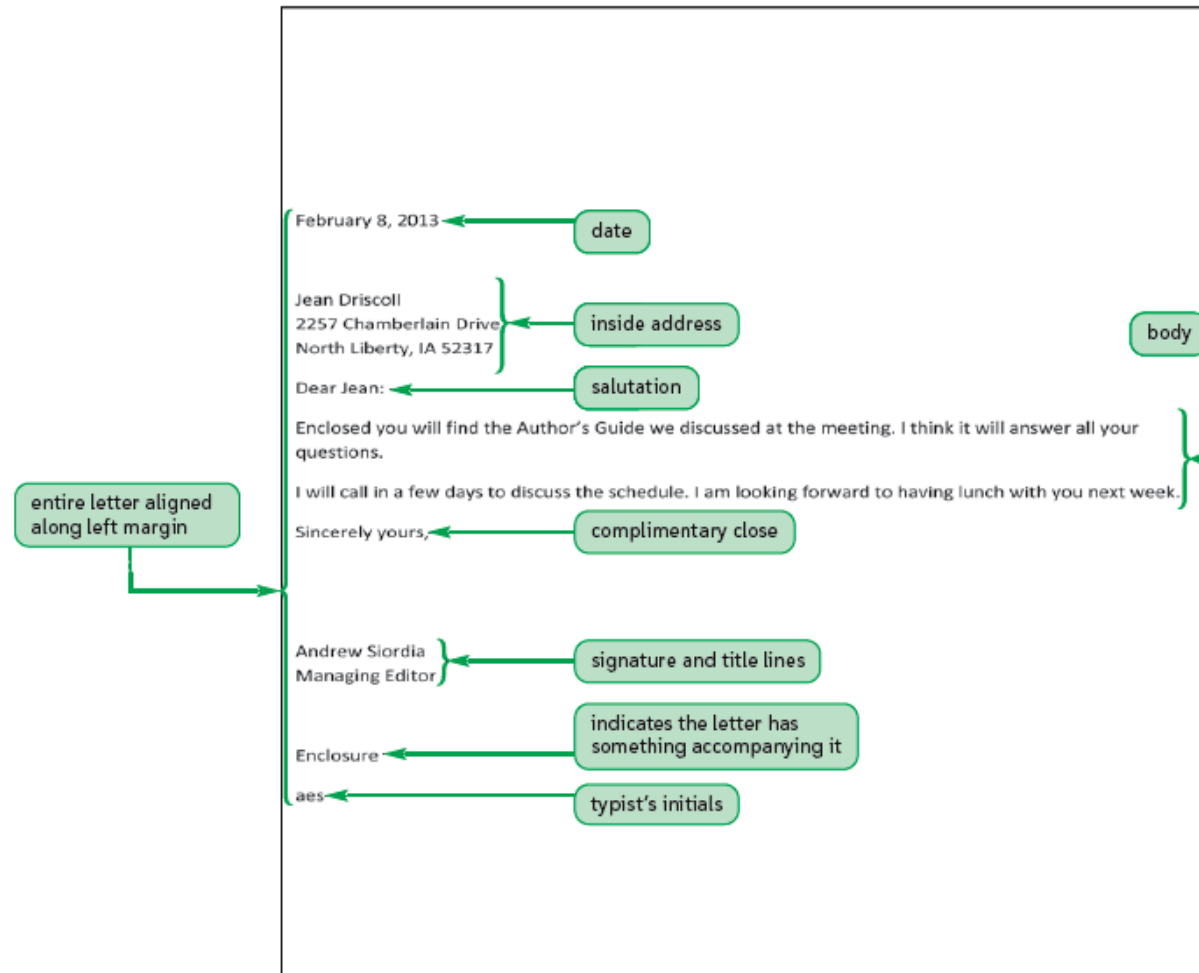 February 8, 2013
date
Jean Driscoll
2257 Chamberlain Drive
North Liberty, IA 52317
inside address
body
Dear Jean:
salutation
Enclosed you will find the Author's Guide we discussed at the meeting. I think it will answer all your
questions.
I will call in a few days to discuss the schedule. I am looking forward to having lunch with you next week.
entire letter aligned
along left margin
Sincerely yours,
complimentary close
Andrew Siordia
Managing Editor
signature and title lines
indicates the letter has
something accompanying it
Enclosure
aes
typist's initials